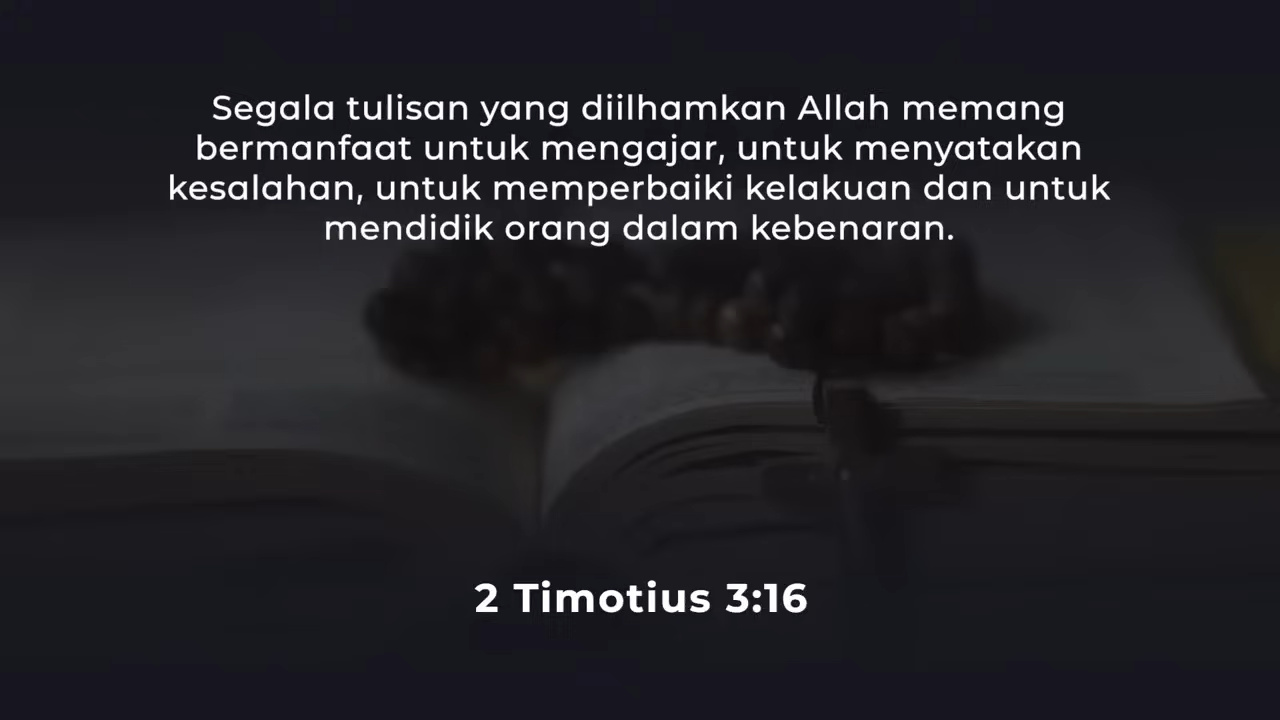 Segala tulisan yang diilhamkan Allah memang
bermanfaat untuk mengajar, untuk menyatakan
kesalahan, untuk memperbaiki kelakuan dan untuk
mendidik orang dalam kebenaran.
2 Timotius 3:16